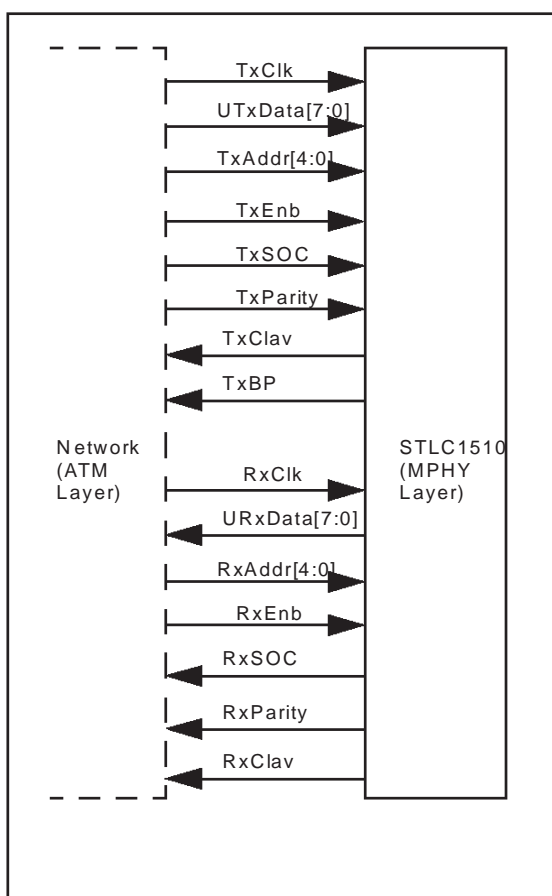 TxClk
UTxData[7:0]
TxAddr[4:0]
TxEnb
TxSOC
TxParity
TxClav
TxBP
Network
(ATM
Layer)
STLC1510
(MPHY
Layer)
RxClk
URxData[7:0]
RxAddr[4:0]
RxEnb
RxSOC
RxParity
RxClav